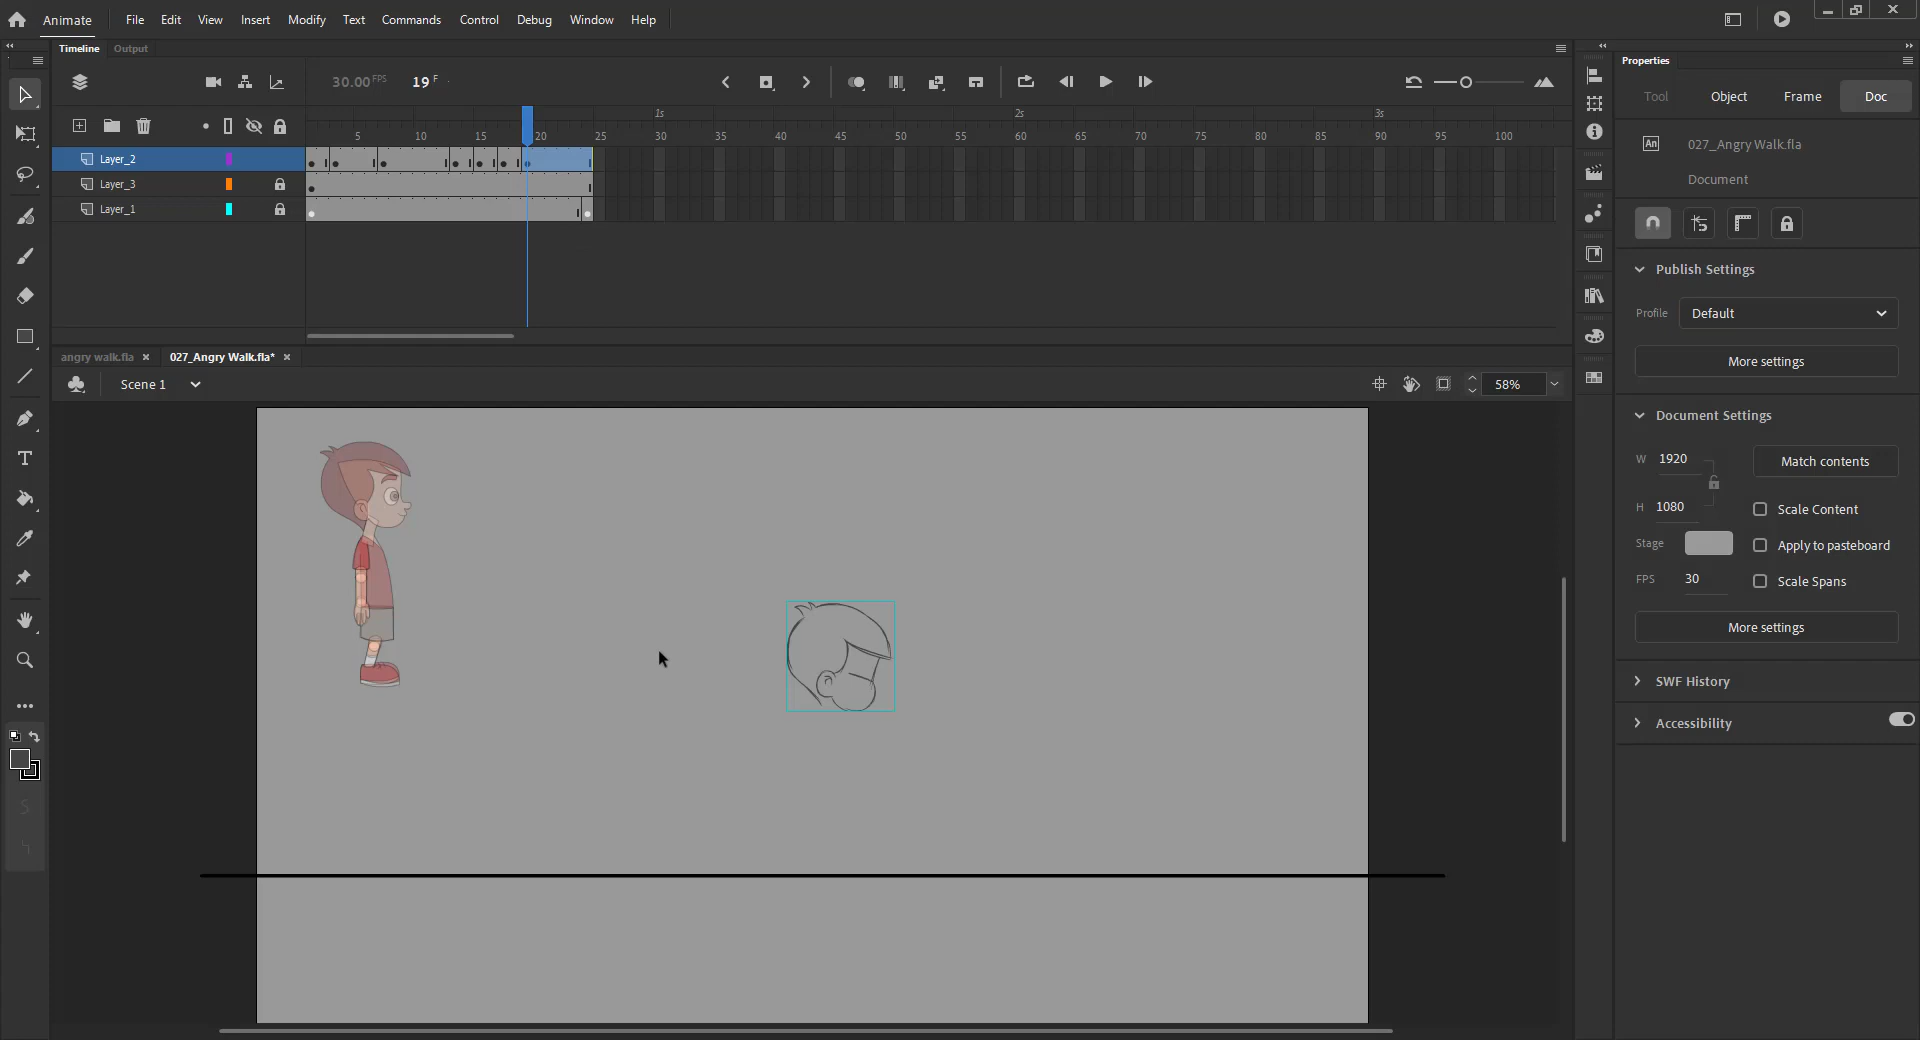 Animate File Edit View Insert Modify Text Commands Control Debug Window Help
Timeline Output
30.00 FPS 19 F
1s 2s 3s
5 10 15 20 25 30 35 40 45 50 55 60 65 70 75 80 85 90 95 100
Layer_2
Layer_3
Layer_1
angry walk.fla 027_Angry Walk.fla*
Scene 1 58%
Properties
Tool Object Frame Doc
An 027_Angry Walk.fla
Document
Publish Settings
Profile Default
More settings
Document Settings
W 1920 Match contents
H 1080 Scale Content
Stage Apply to pasteboard
FPS 30 Scale Spans
More settings
SWF History
Accessibility